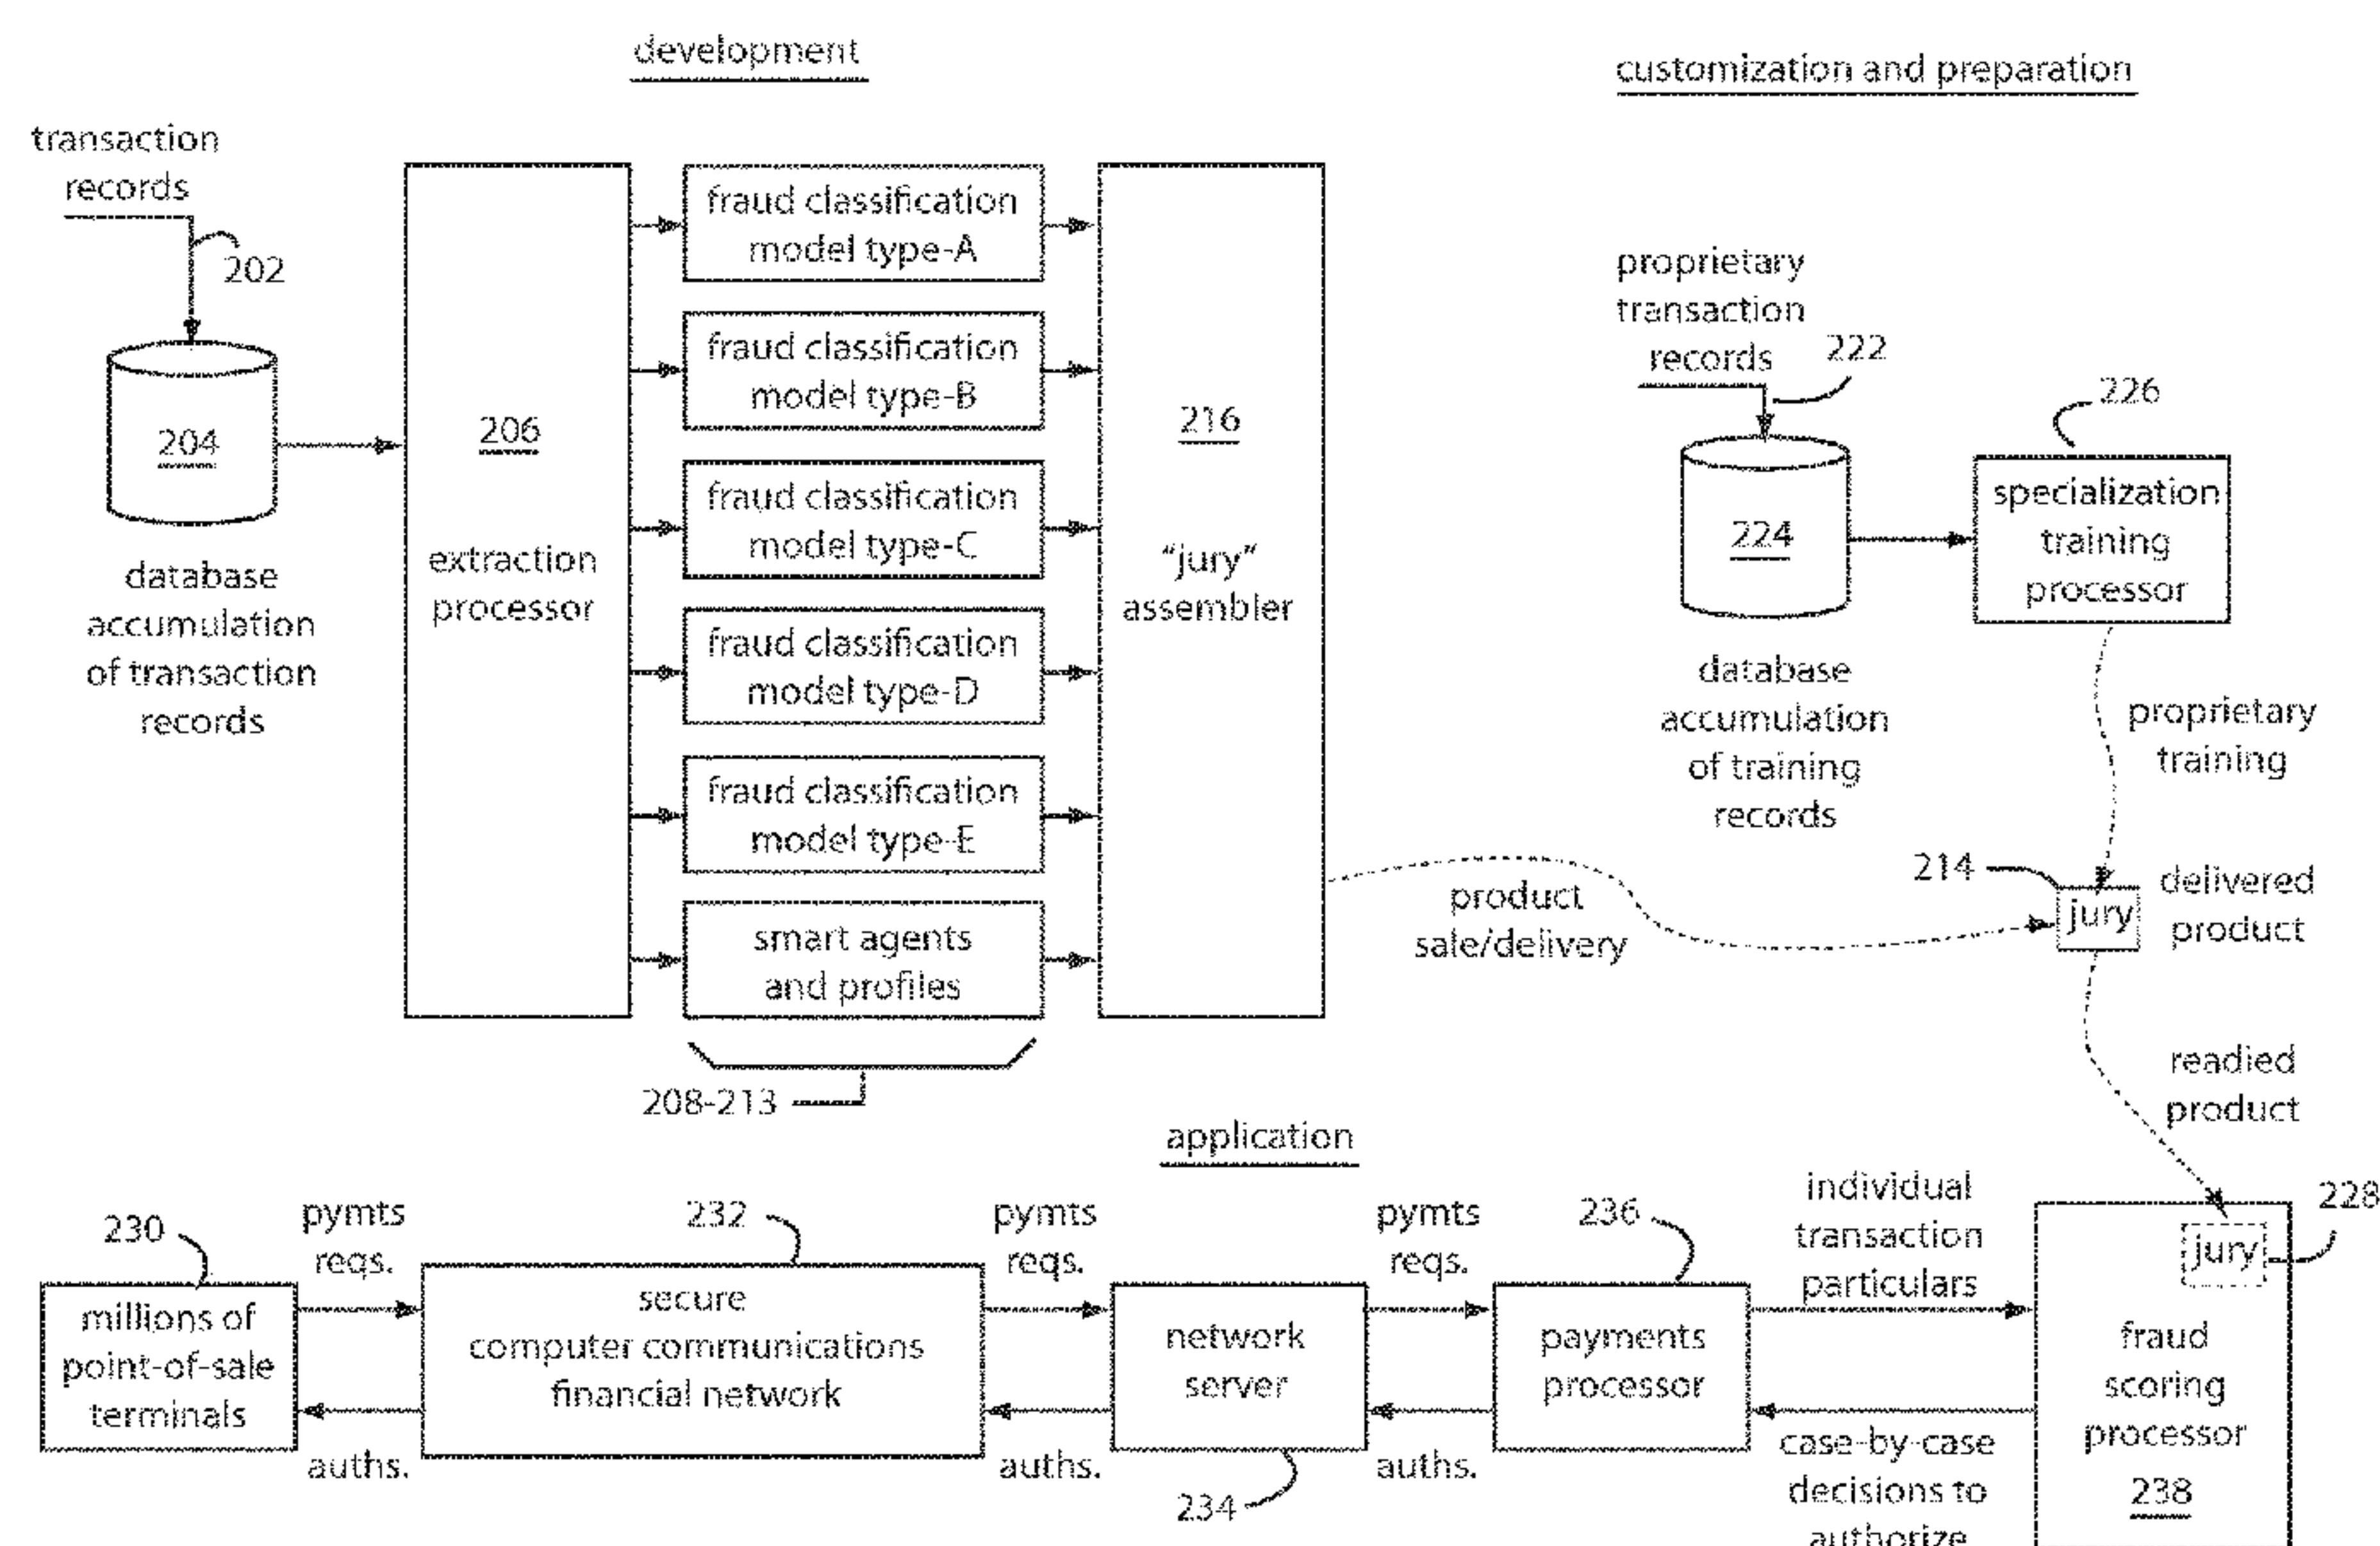 development
customization and preparation
transaction
records
202
204
database
accumulation
of transaction
records
206
extraction
processor
fraud classification
model type-A
fraud classification
model type-B
fraud classification
model type-C
fraud classification
model type-D
fraud classification
model type-E
smart agents
and profiles
208-213
216
"jury"
assembler
product
sale/delivery
proprietary
transaction
records
222
224
database
accumulation
of training
records
226
specialization
training
processor
proprietary
training
214
jury
delivered
product
readied
product
application
230
millions of
point-of-sale
terminals
pymts
reqs.
auths.
232
secure
computer communications
financial network
pymts
reqs.
auths.
network
server
234
pymts
reqs.
auths.
236
payments
processor
individual
transaction
particulars
case-by-case
decisions to
authorize
jury
228
fraud
scoring
processor
238